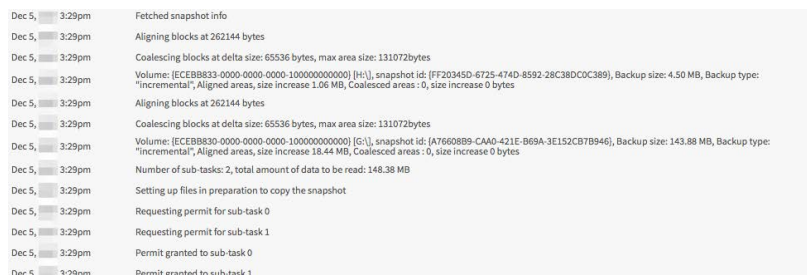 Dec 5, 3:29pm Fetched snapshot info
Dec 5, 3:29pm Aligning blocks at 262144 bytes
Dec 5, 3:29pm Coalescing blocks at delta size: 65536 bytes, max area size: 131072bytes
Dec 5, 3:29pm Volume: {ECEBB833-0000-0000-0000-100000000000} [H:\], snapshot id: {FF20345D-6725-474D-8592-28C38DC0C389}, Backup size: 4.50 MB, Backup type:
"incremental", Aligned areas, size increase 1.06 MB, Coalesced areas : 0, size increase 0 bytes
Dec 5, 3:29pm Aligning blocks at 262144 bytes
Dec 5, 3:29pm Coalescing blocks at delta size: 65536 bytes, max area size: 131072bytes
Dec 5, 3:29pm Volume: {ECEBB830-0000-0000-0000-100000000000} [G:\], snapshot id: {A76608B9-CAA0-421E-B69A-3E152CB7B946}, Backup size: 143.88 MB, Backup type:
"incremental", Aligned areas, size increase 18.44 MB, Coalesced areas : 0, size increase 0 bytes
Dec 5, 3:29pm Number of sub-tasks: 2, total amount of data to be read: 148.38 MB
Dec 5, 3:29pm Setting up files in preparation to copy the snapshot
Dec 5, 3:29pm Requesting permit for sub-task 0
Dec 5, 3:29pm Requesting permit for sub-task 1
Dec 5, 3:29pm Permit granted to sub-task 0
Dec 5, 3:29pm Permit granted to sub-task 1